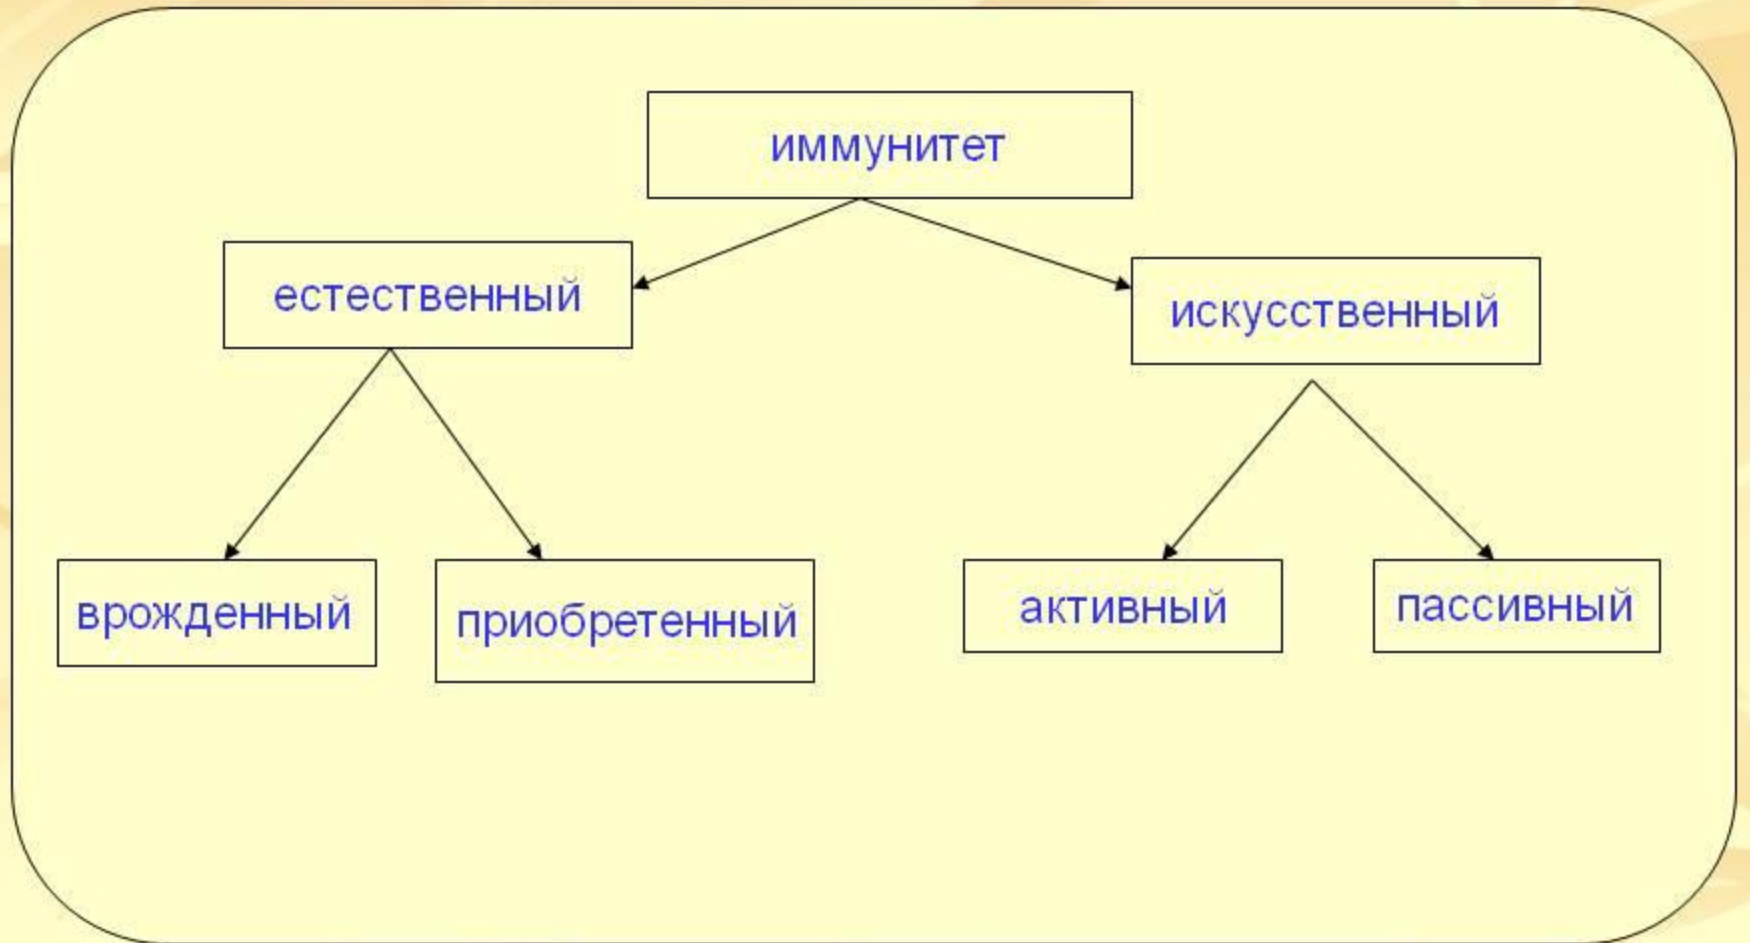 иммунитет
естественный
искусственный
врожденный
приобретенный
активный
пассивный